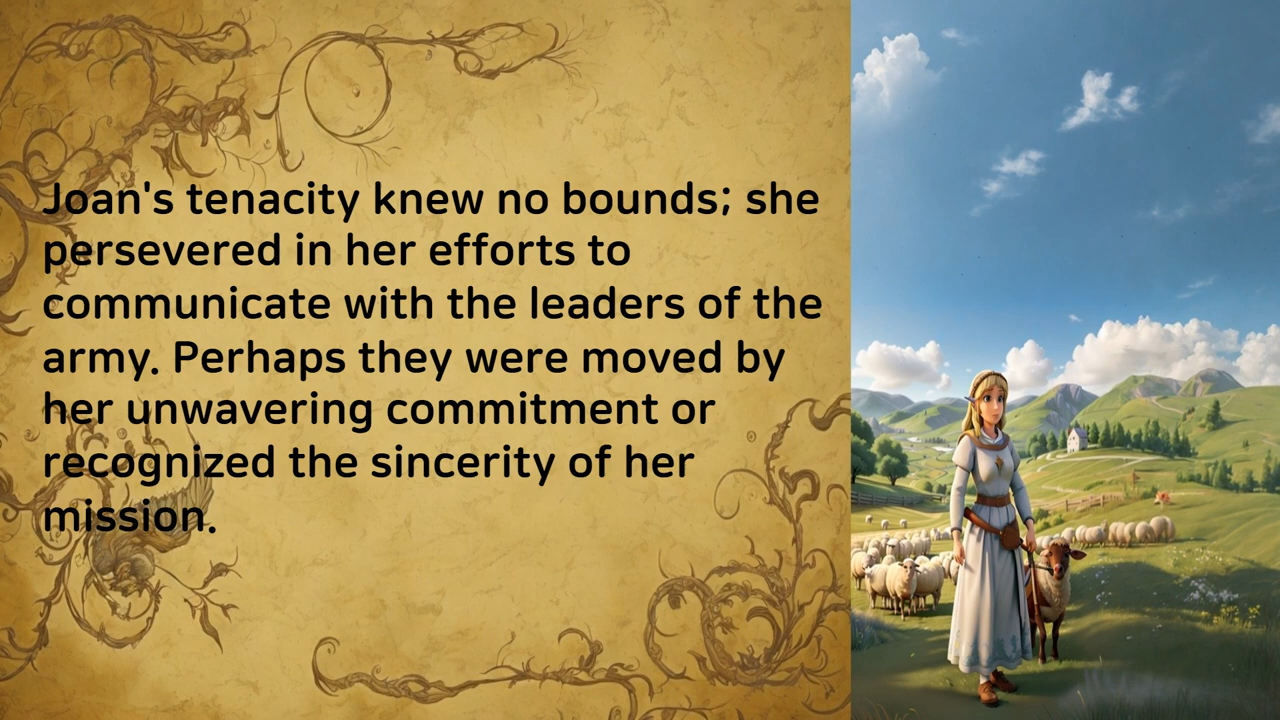 Joan's tenacity knew no bounds; she
persevered in her efforts to
communicate with the leaders of the
army. Perhaps they were moved by
her unwavering commitment or
recognized the sincerity of her
mission.